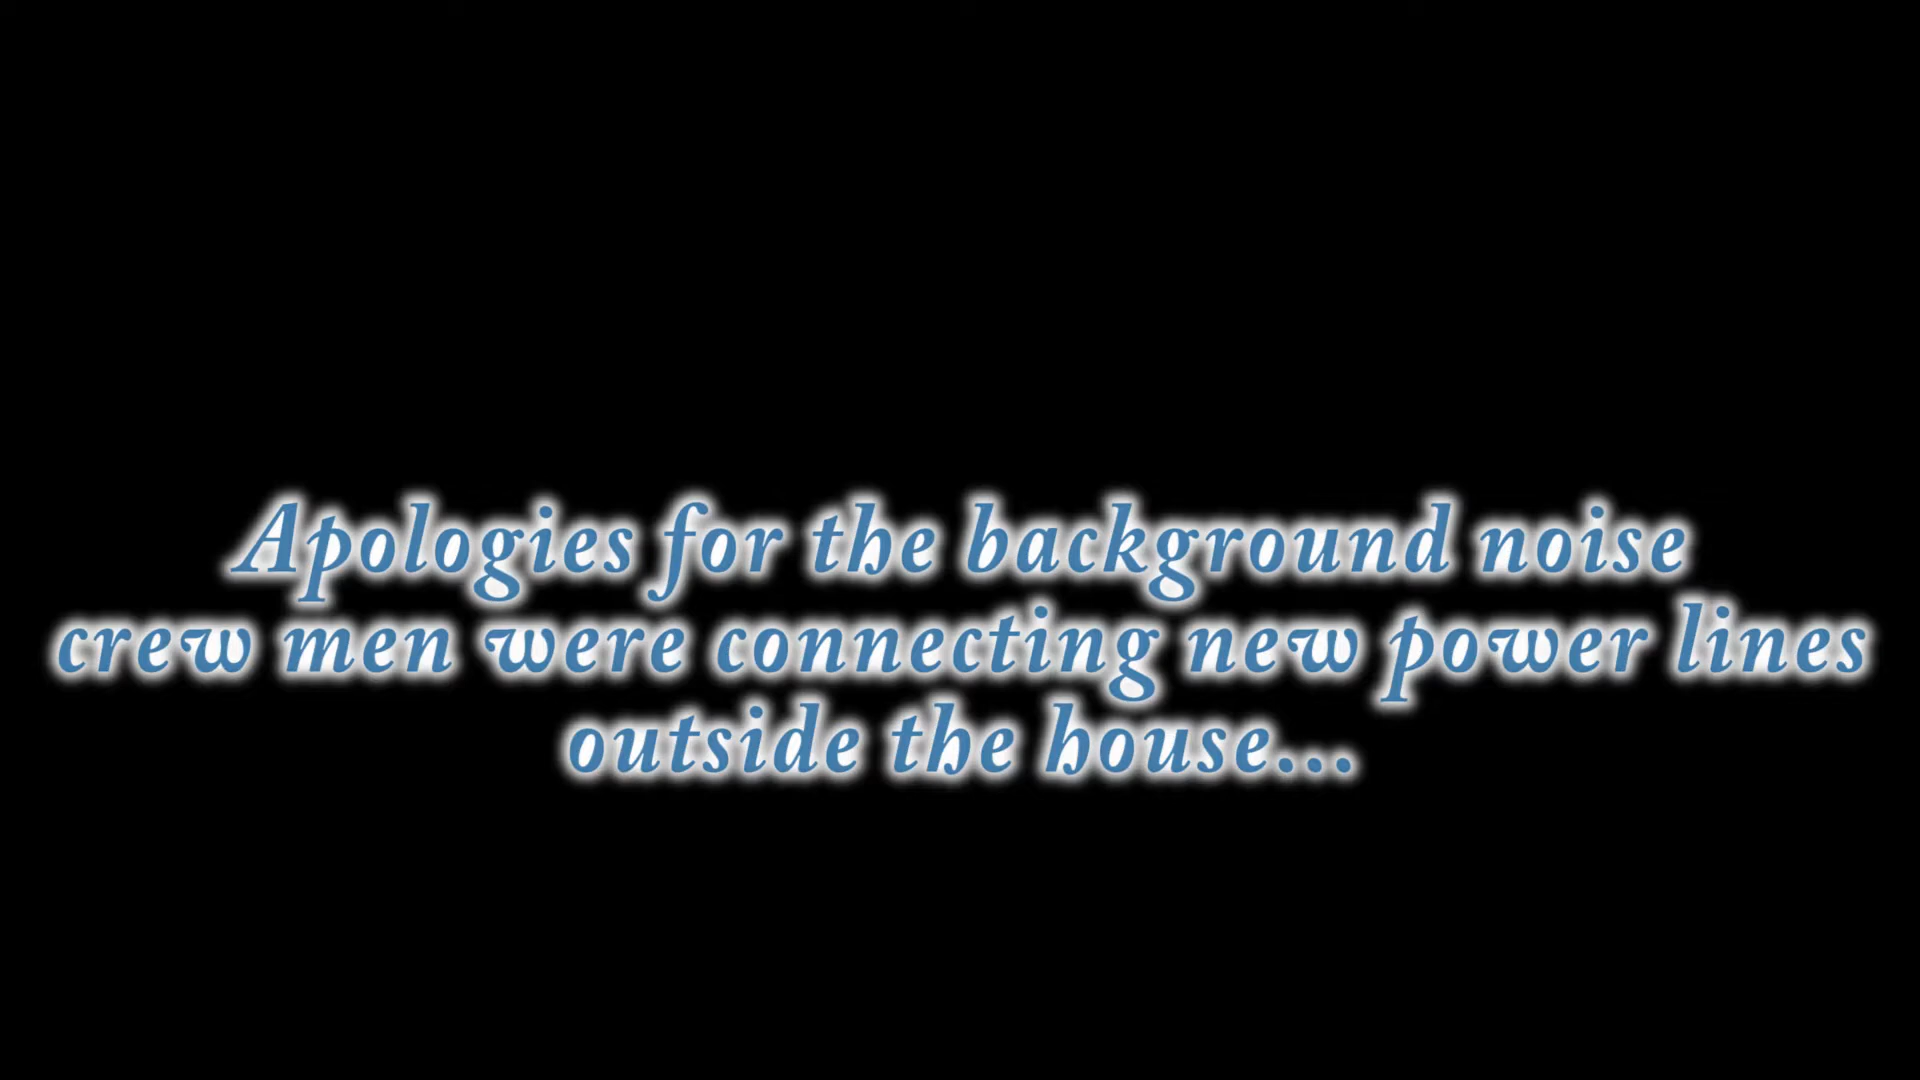 Apologies for the background noise
crew men were connecting new power lines
outside the house...